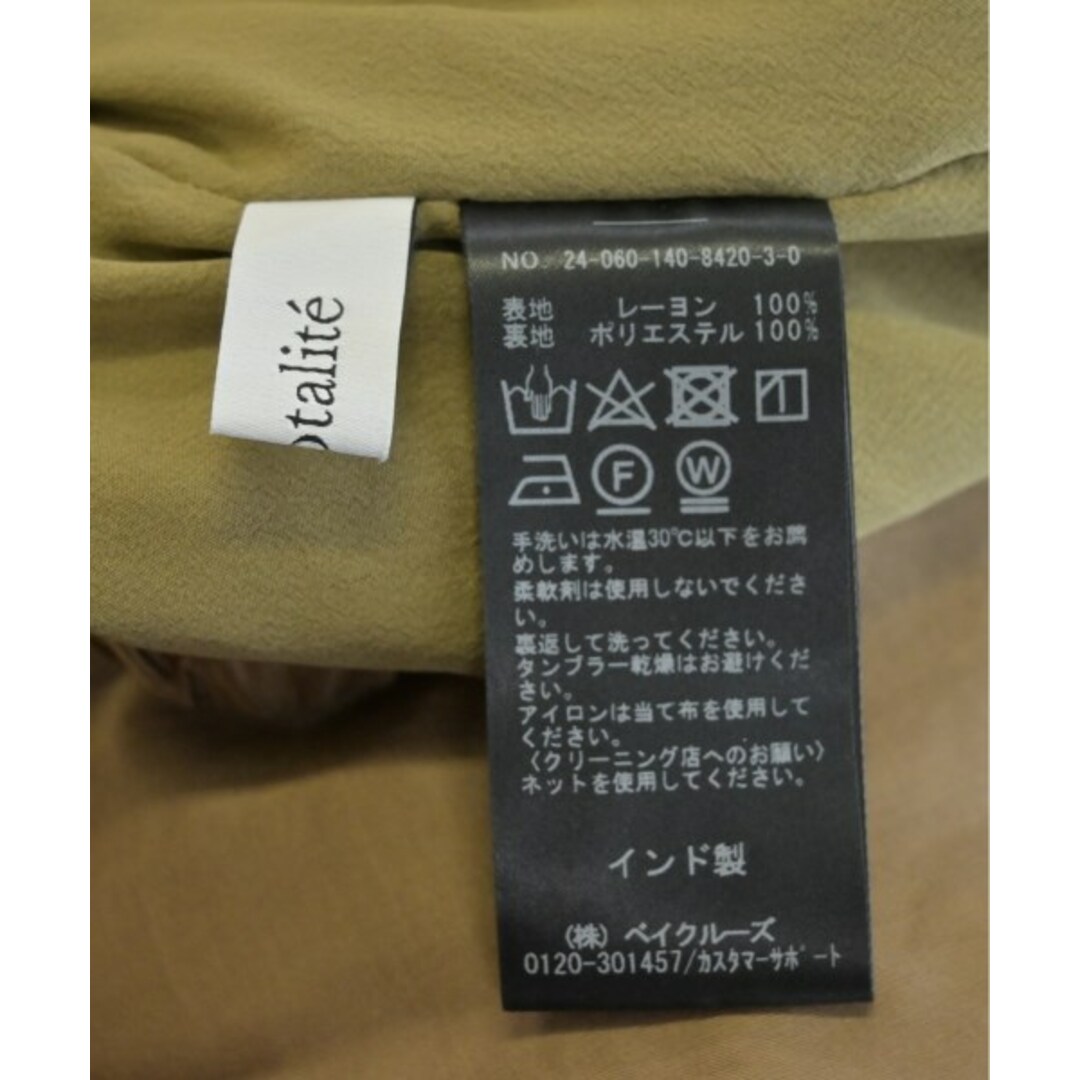 otalité
NO. 24-060-140-8420-3-0
表地 レーヨン 100%
裏地 ポリエステル 100%
F
W
手洗いは水温30℃以下をお薦
めします。
柔軟剤は使用しないでくださ
い。
裏返して洗ってください。
タンブラー乾燥はお避けくだ
さい。
アイロンは当て布を使用して
ください。
〈クリーニング店へのお願い〉
ネットを使用してください。
インド製
(株) ベイクルーズ
0120-301457/カスタマーサポート